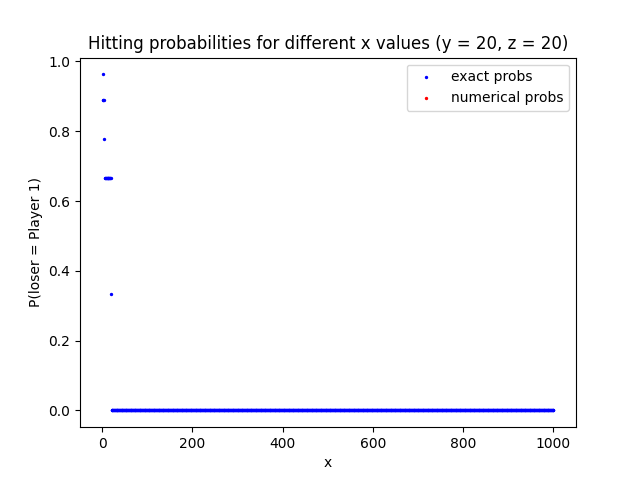 Hitting probabilities for different x values (y = 20, z = 20)
exact probs
numerical probs
P(loser = Player 1)
1.0
0.8
0.6
0.4
0.2
0.0
0 200 400 600 800 1000
x